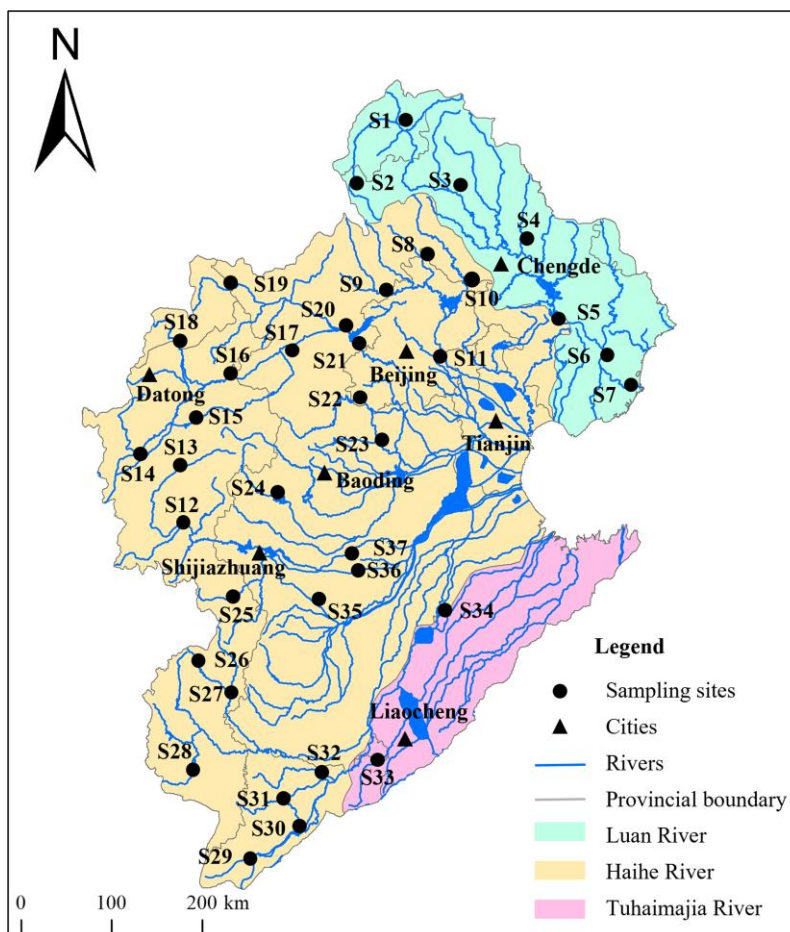 N
S1
S2
S3
S4
S8
Chengde
S19
S9
S10
S20
S5
S18
S17
S21
S11
S6
S16
Beijing
S7
Datong
S22
S15
Tianjin
S23
S13
S14
Baoding
S24
S12
S37
Shijiazhuang
S36
S25
S35
S34
Legend
S26
Sampling sites
S27
Liaocheng
Cities
S28
S32
S33
Rivers
S31
Provincial boundary
S30
Luan River
S29
Haihe River
0 100 200 km
Tuhaimajia River